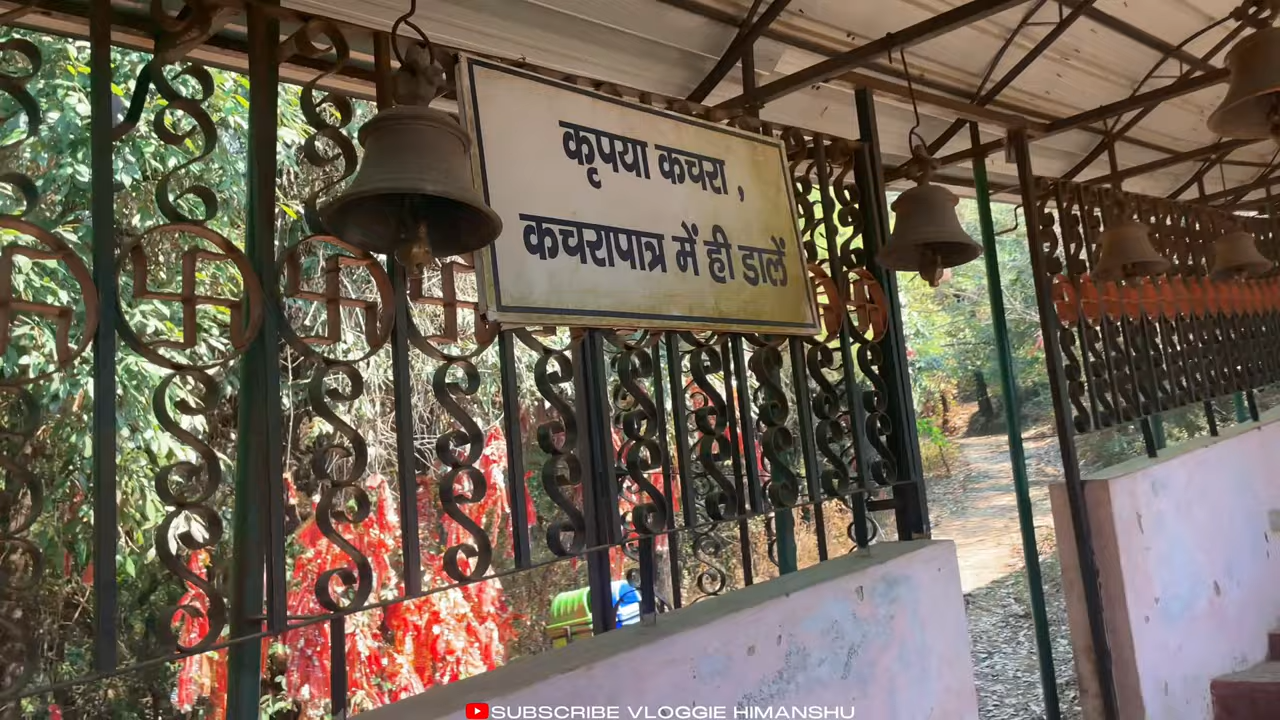 कृपया कचरा ,
कचरापात्र में ही डालें
SUBSCRIBE VLOGGIE HIMANSHU